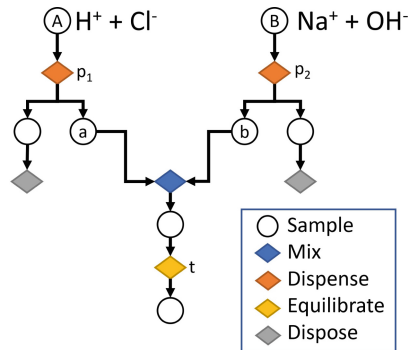 A H⁺ + Cl⁻
B Na⁺ + OH⁻
p₁
p₂
a
b
t
Sample
Mix
Dispense
Equilibrate
Dispose